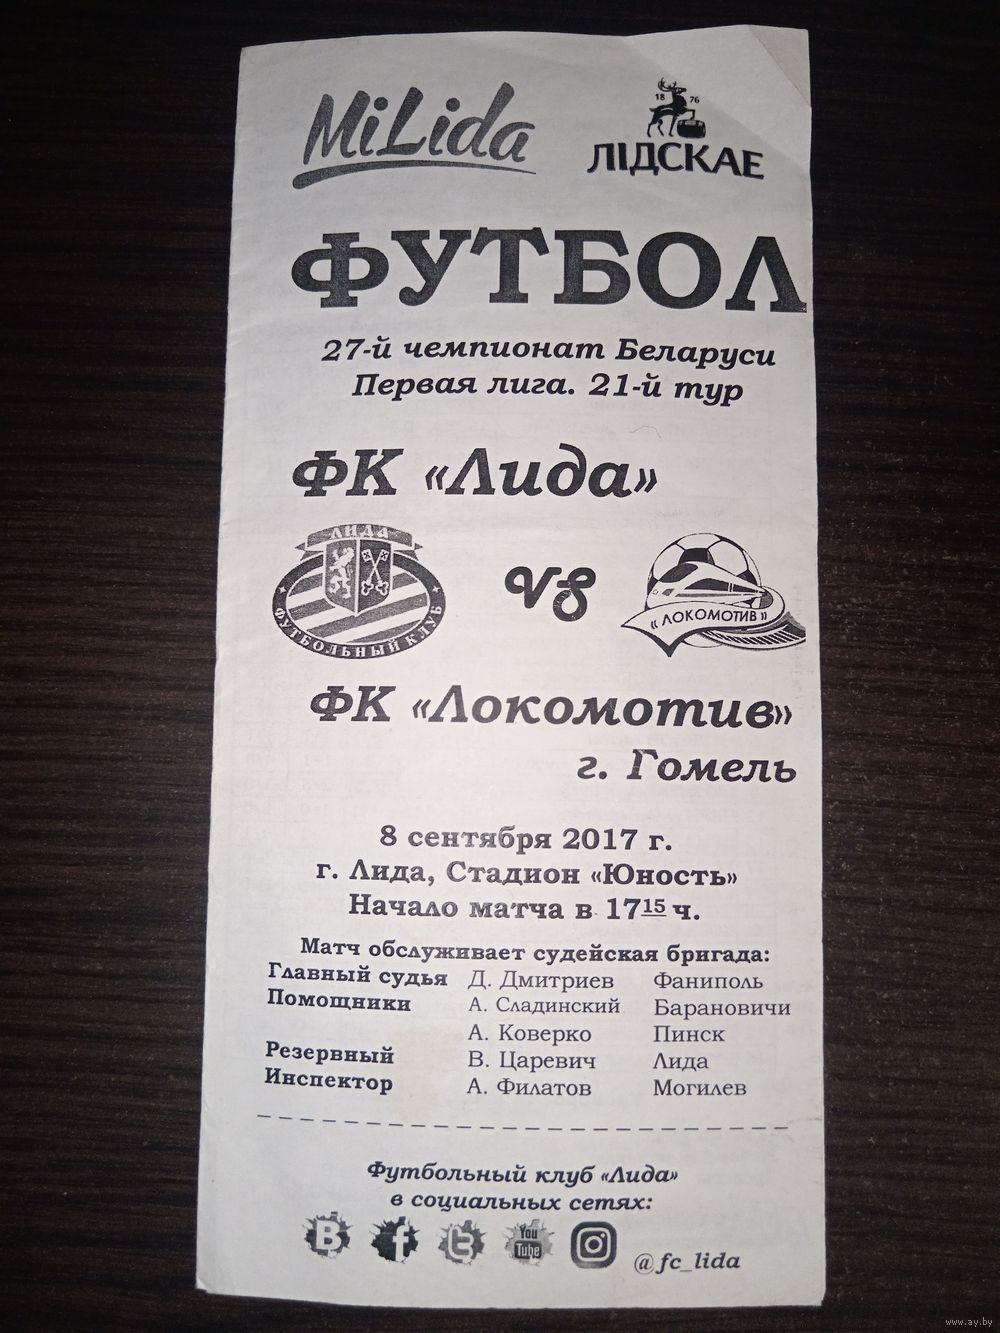 MiLida
18 76
ЛІДСКАЕ
ФУТБОЛ
27-й чемпионат Беларуси
Первая лига. 21-й тур
ФК «Лида»
ЛИДА
ФУТБОЛЬНЫЙ КЛУБ
vs
«ЛОКОМОТИВ»
ФК «Локомотив»
г. Гомель
8 сентября 2017 г.
г. Лида, Стадион «Юность»
Начало матча в 17 15 ч.
Матч обслуживает судейская бригада:
Главный судья Д. Дмитриев Фаниполь
Помощники А. Сладинский Барановичи
А. Коверко Пинск
Резервный В. Царевич Лида
Инспектор А. Филатов Могилев
Футбольный клуб «Лида»
в социальных сетях:
В f t You Tube @fc_lida
www.ay.by